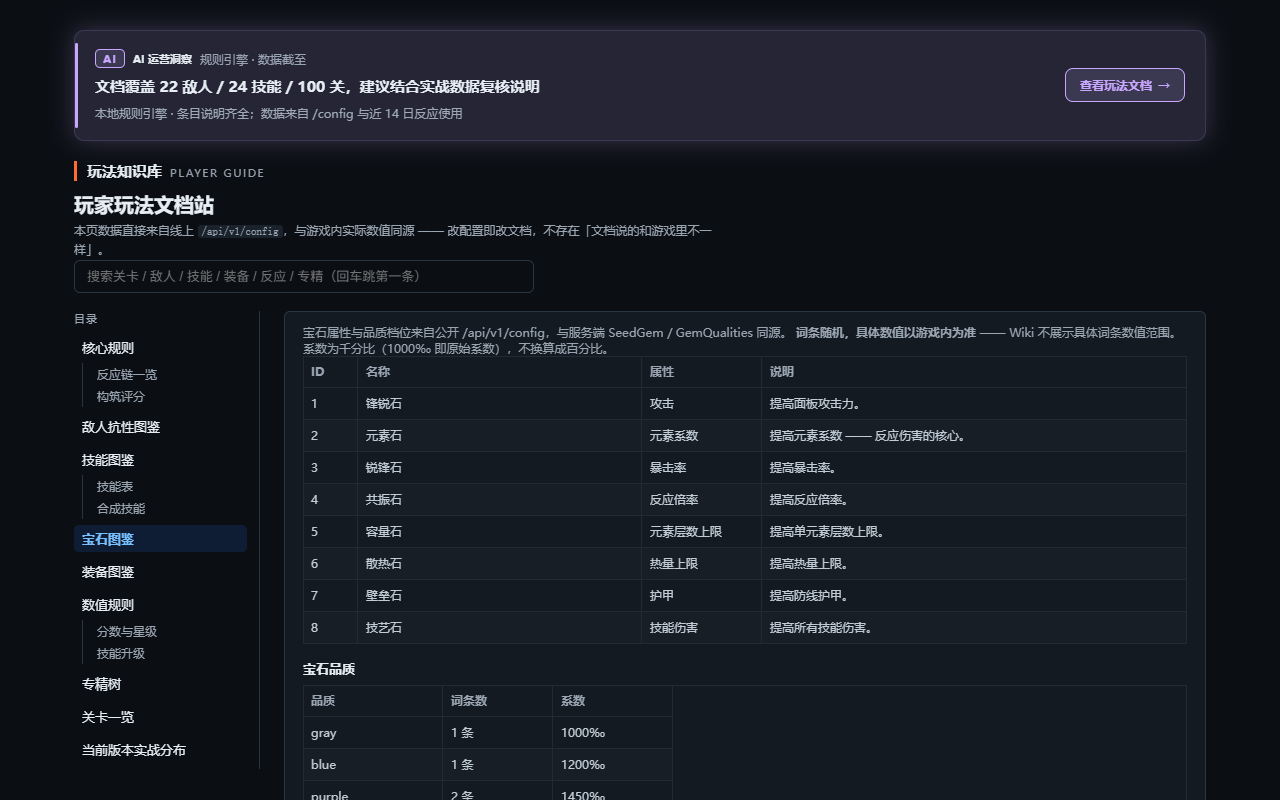 AI AI 运营洞察 规则引擎 · 数据截至
文档覆盖 22 敌人 / 24 技能 / 100 关，建议结合实战数据复核说明
本地规则引擎 · 条目说明齐全；数据来自 /config 与近 14 日反应使用
查看玩法文档 →
玩法知识库 PLAYER GUIDE
玩家玩法文档站
本页数据直接来自线上 /api/v1/config，与游戏内实际数值同源 —— 改配置即改文档，不存在「文档说的和游戏里不一
样」。
搜索关卡 / 敌人 / 技能 / 装备 / 反应 / 专精（回车跳第一条）
目录
核心规则
反应链一览
构筑评分
敌人抗性图鉴
技能图鉴
技能表
合成技能
宝石图鉴
装备图鉴
数值规则
分数与星级
技能升级
专精树
关卡一览
当前版本实战分布
宝石属性与品质档位来自公开 /api/v1/config，与服务端 SeedGem / GemQualities 同源。 词条随机，具体数值以游戏内为准 —— Wiki 不展示具体词条数值范围。
系数为千分比（1000‰ 即原始系数），不换算成百分比。
ID 名称 属性 说明
1 锋锐石 攻击 提高面板攻击力。
2 元素石 元素系数 提高元素系数 —— 反应伤害的核心。
3 锐锋石 暴击率 提高暴击率。
4 共振石 反应倍率 提高反应倍率。
5 容量石 元素层数上限 提高单元素层数上限。
6 散热石 热量上限 提高热量上限。
7 壁垒石 护甲 提高防线护甲。
8 技艺石 技能伤害 提高所有技能伤害。
宝石品质
品质 词条数 系数
gray 1 条 1000‰
blue 1 条 1200‰
purple 2 条 1450‰